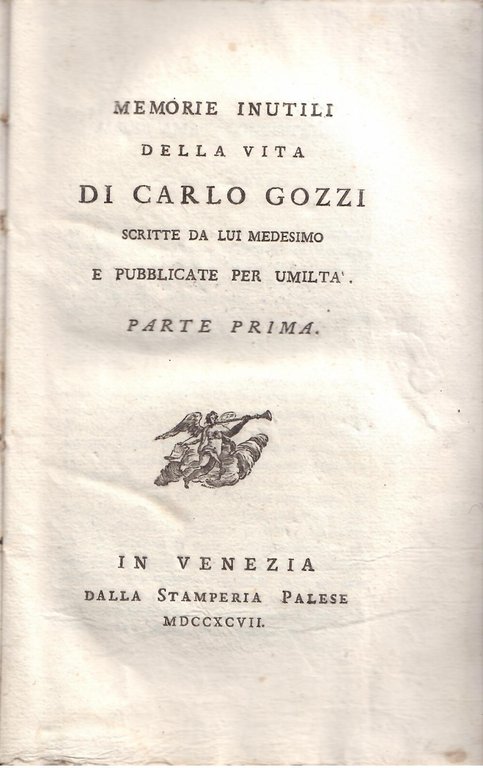 MEMORIE INUTILI
DELLA VITA
DI CARLO GOZZI
SCRITTE DA LUI MEDESIMO
E PUBBLICATE PER UMILTA'.
PARTE PRIMA.
IN VENEZIA
DALLA STAMPERIA PALESE
MDCCXCVII.